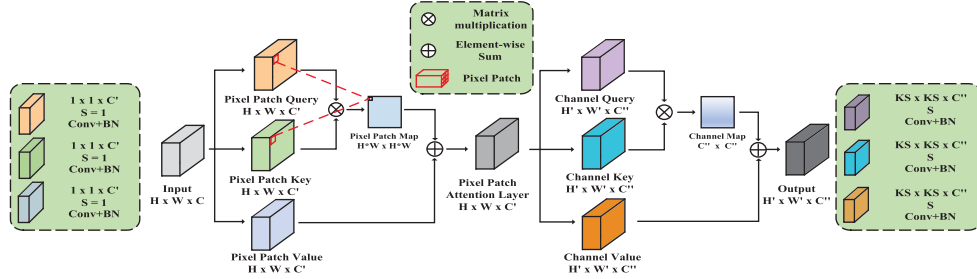 Matrix
multiplication
Element-wise
Sum
Pixel Patch
1 x 1 x C'
S = 1
Conv+BN
1 x 1 x C'
S = 1
Conv+BN
1 x 1 x C'
S = 1
Conv+BN
Input
H x W x C
Pixel Patch Query
H x W x C'
Pixel Patch Key
H x W x C'
Pixel Patch Value
H x W x C'
Pixel Patch Map
H*W x H*W
Pixel Patch
Attention Layer
H x W x C'
Channel Query
H' x W' x C''
Channel Key
H' x W' x C''
Channel Value
H' x W' x C''
Channel Map
C'' x C''
Output
H' x W' x C''
KS x KS x C''
S
Conv+BN
KS x KS x C''
S
Conv+BN
KS x KS x C''
S
Conv+BN